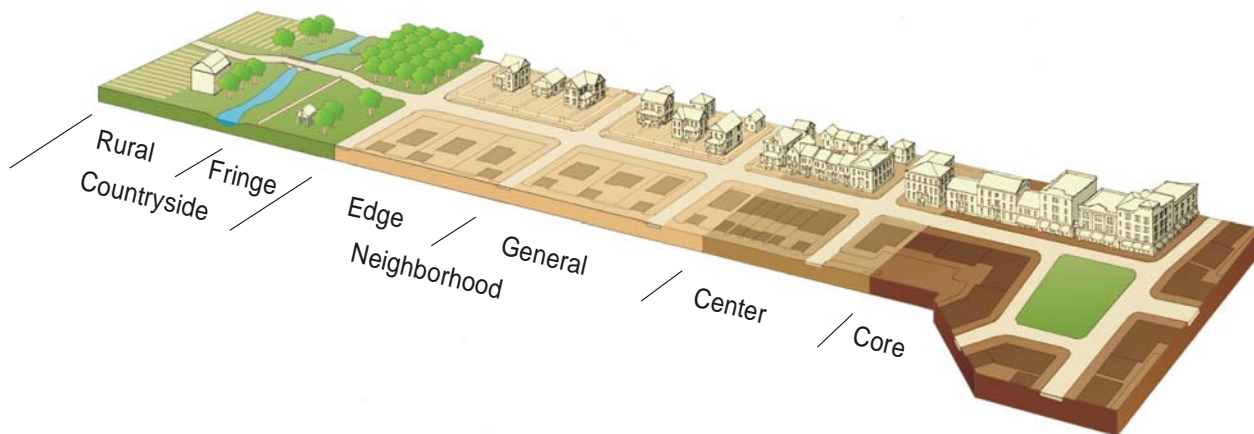 Rural
Fringe
Countryside
Edge
Neighborhood
General
Center
Core